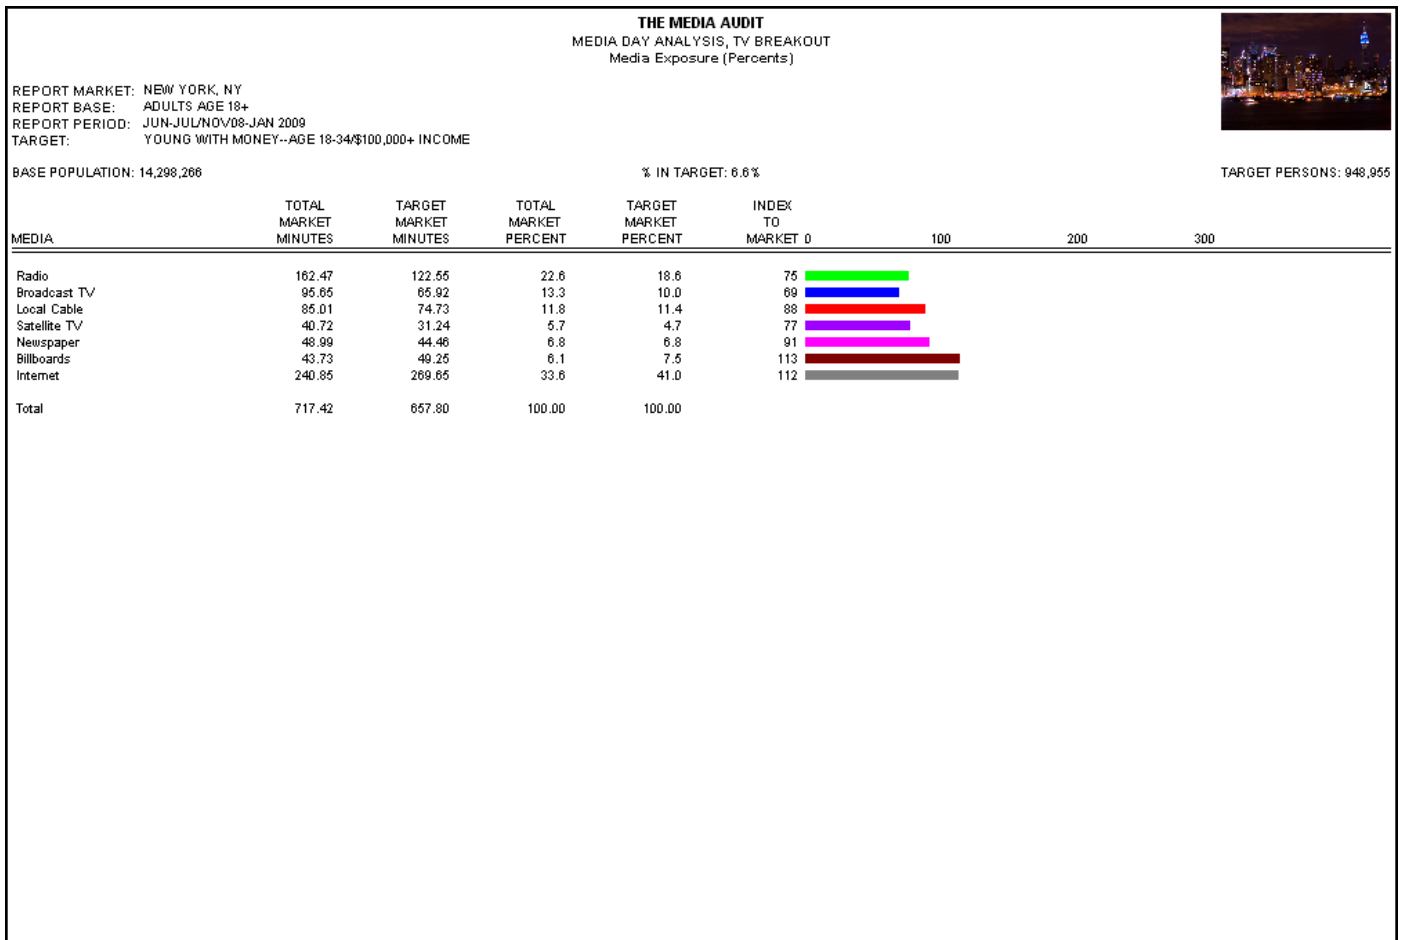 THE MEDIA AUDIT
MEDIA DAY ANALYSIS, TV BREAKOUT
Media Exposure (Percents)
REPORT MARKET: NEW YORK, NY
REPORT BASE: ADULTS AGE 18+
REPORT PERIOD: JUN-JUL/NOV08-JAN 2009
TARGET: YOUNG WITH MONEY--AGE 18-34/$100,000+ INCOME
BASE POPULATION: 14,298,266 % IN TARGET: 6.6% TARGET PERSONS: 948,955
TOTAL TARGET TOTAL TARGET INDEX
MARKET MARKET MARKET MARKET TO
MEDIA MINUTES MINUTES PERCENT PERCENT MARKET 0 100 200 300
Radio 162.47 122.55 22.6 18.6 75
Broadcast TV 95.65 65.92 13.3 10.0 69
Local Cable 85.01 74.73 11.8 11.4 88
Satellite TV 40.72 31.24 5.7 4.7 77
Newspaper 48.99 44.46 6.8 6.8 91
Billboards 43.73 49.25 6.1 7.5 113
Internet 240.85 269.65 33.6 41.0 112
Total 717.42 657.80 100.00 100.00